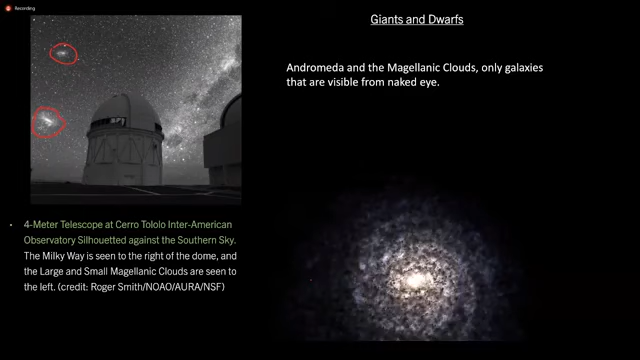 Recording
Giants and Dwarfs
Andromeda and the Magellanic Clouds, only galaxies
that are visible from naked eye.
• 4-Meter Telescope at Cerro Tololo Inter-American
Observatory Silhouetted against the Southern Sky.
The Milky Way is seen to the right of the dome, and
the Large and Small Magellanic Clouds are seen to
the left. (credit: Roger Smith/NOAO/AURA/NSF)